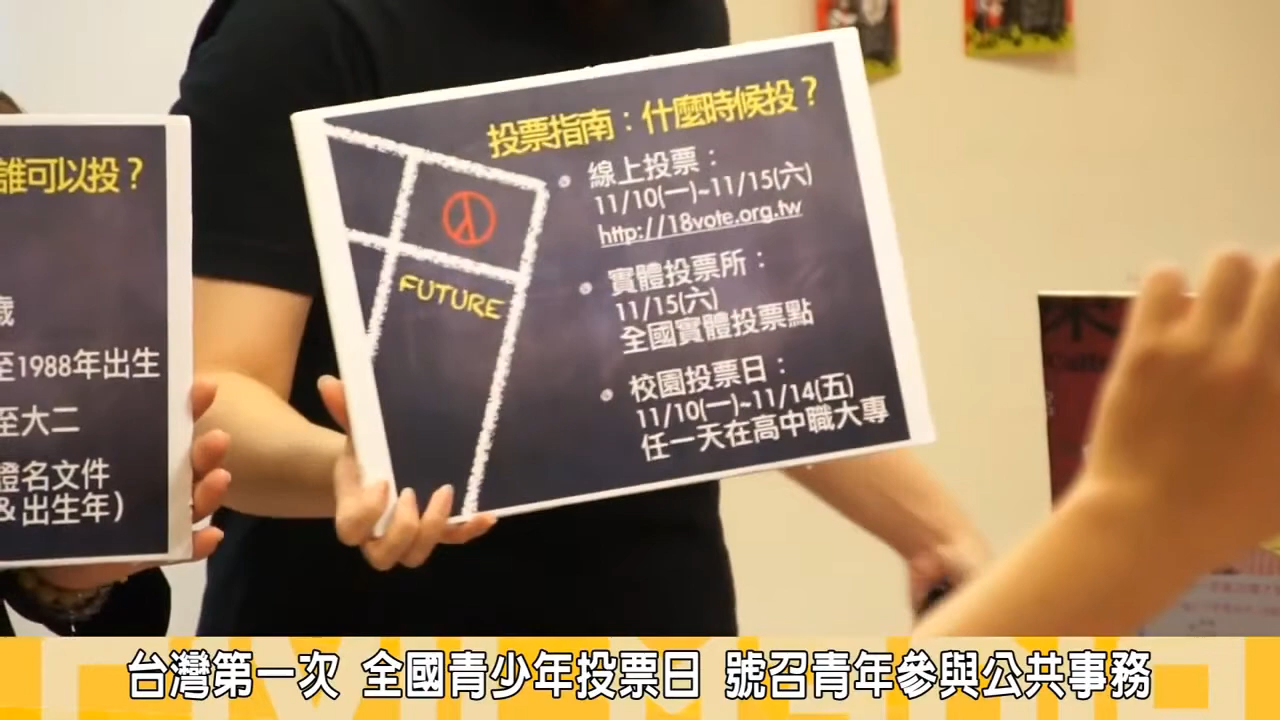 誰可以投？
歲
至1988年出生
至大二
證名文件
&出生年）
投票指南：什麼時候投？
線上投票：
11/10(一)~11/15(六)
http://18vote.org.tw
實體投票所：
11/15(六)
全國實體投票點
校園投票日：
11/10(一)~11/14(五)
任一天在高中職大專
FUTURE
台灣第一次 全國青少年投票日 號召青年參與公共事務